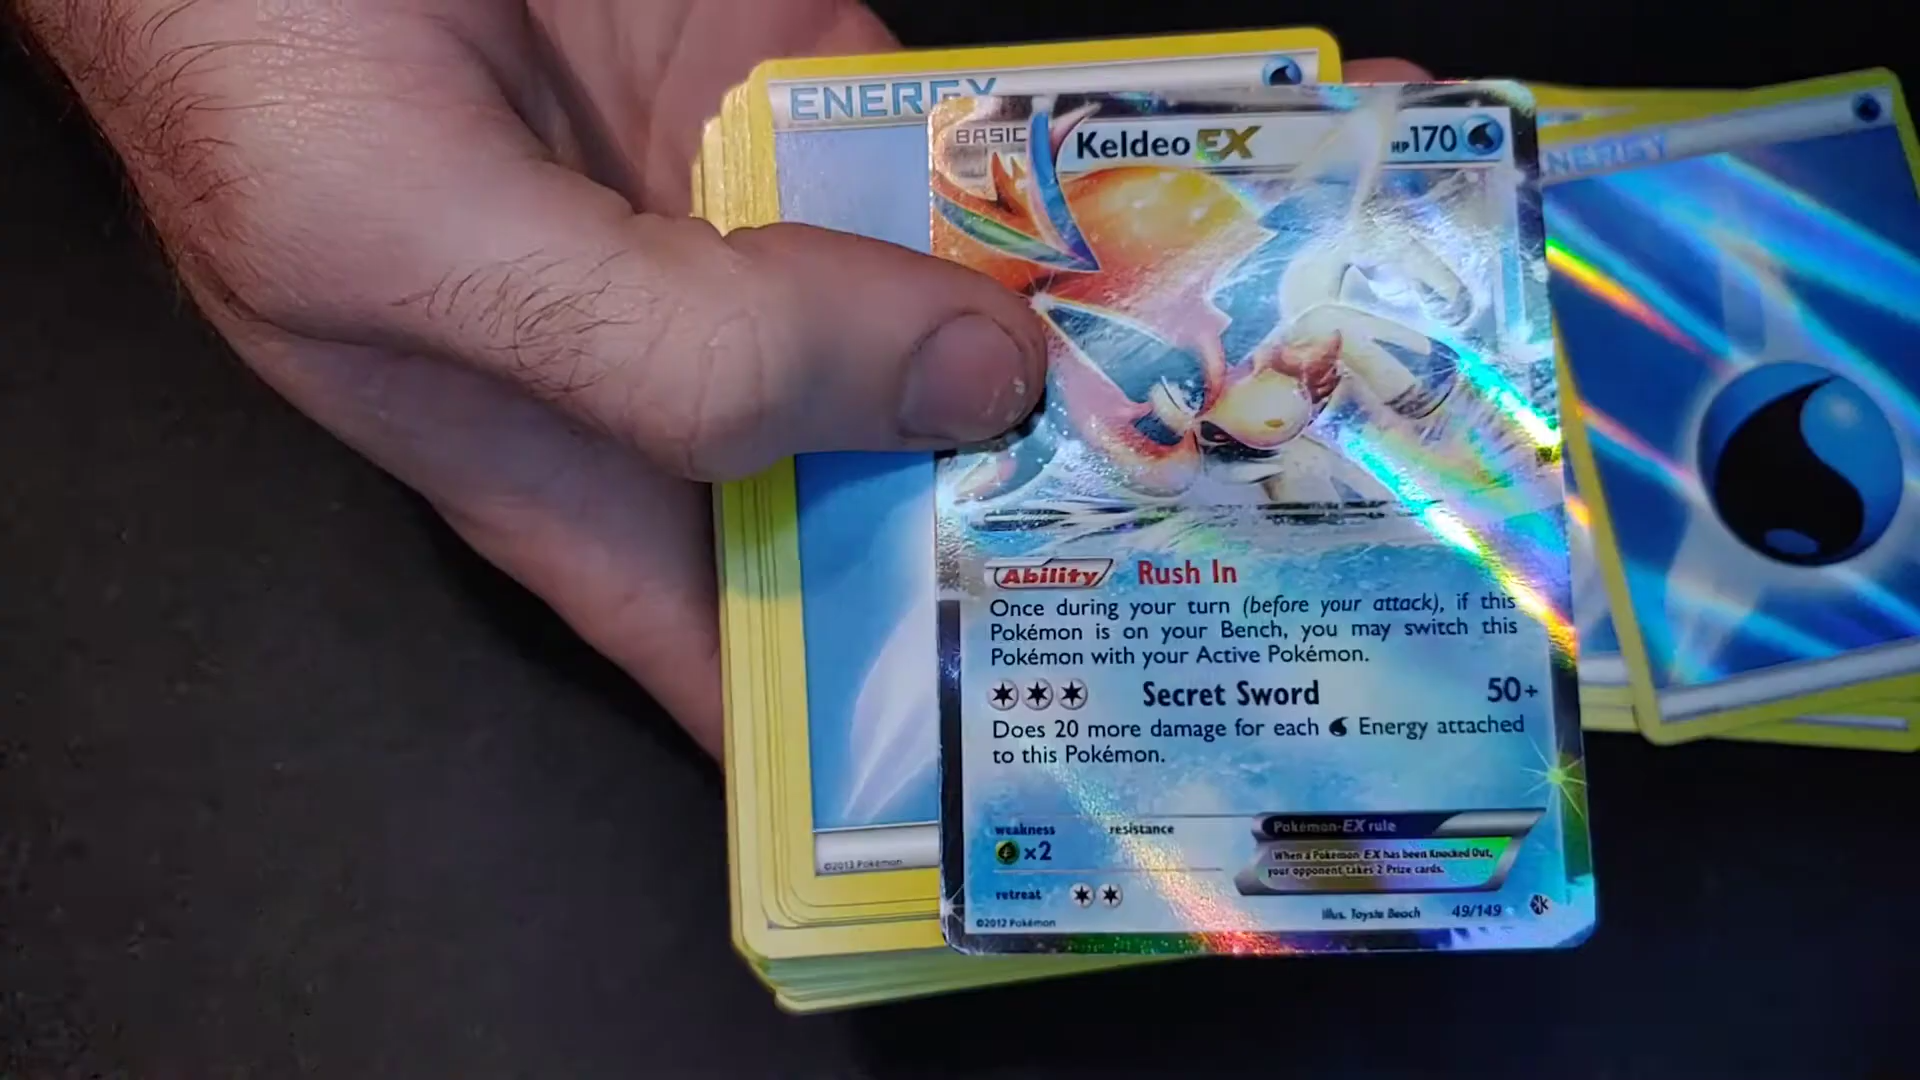 ENERGY
BASIC
Keldeo EX
HP170
ENERGY
Ability Rush In
Once during your turn (before your attack), if this
Pokémon is on your Bench, you may switch this
Pokémon with your Active Pokémon.
Secret Sword 50+
Does 20 more damage for each Energy attached
to this Pokémon.
weakness resistance
×2
Pokémon-EX rule
When a Pokémon-EX has been Knocked Out,
your opponent takes 2 Prize cards.
retreat
©2013 Pokémon
©2012 Pokémon
Illus. Toyste Beach 49/149